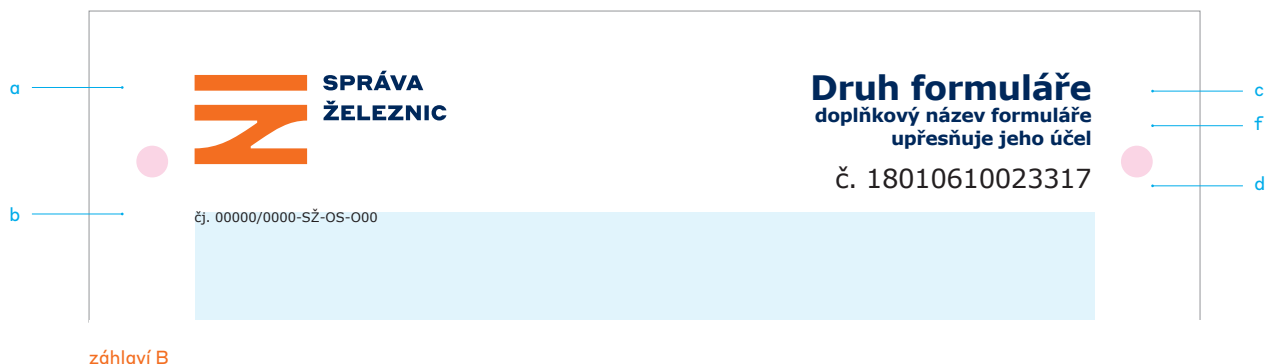 SPRÁVA
ŽELEZNIC
Druh formuláře
doplňkový název formuláře
upřesňuje jeho účel
č. 18010610023317
čj. 00000/0000-SŽ-OS-O00
a
b
c
f
d
záhlaví B